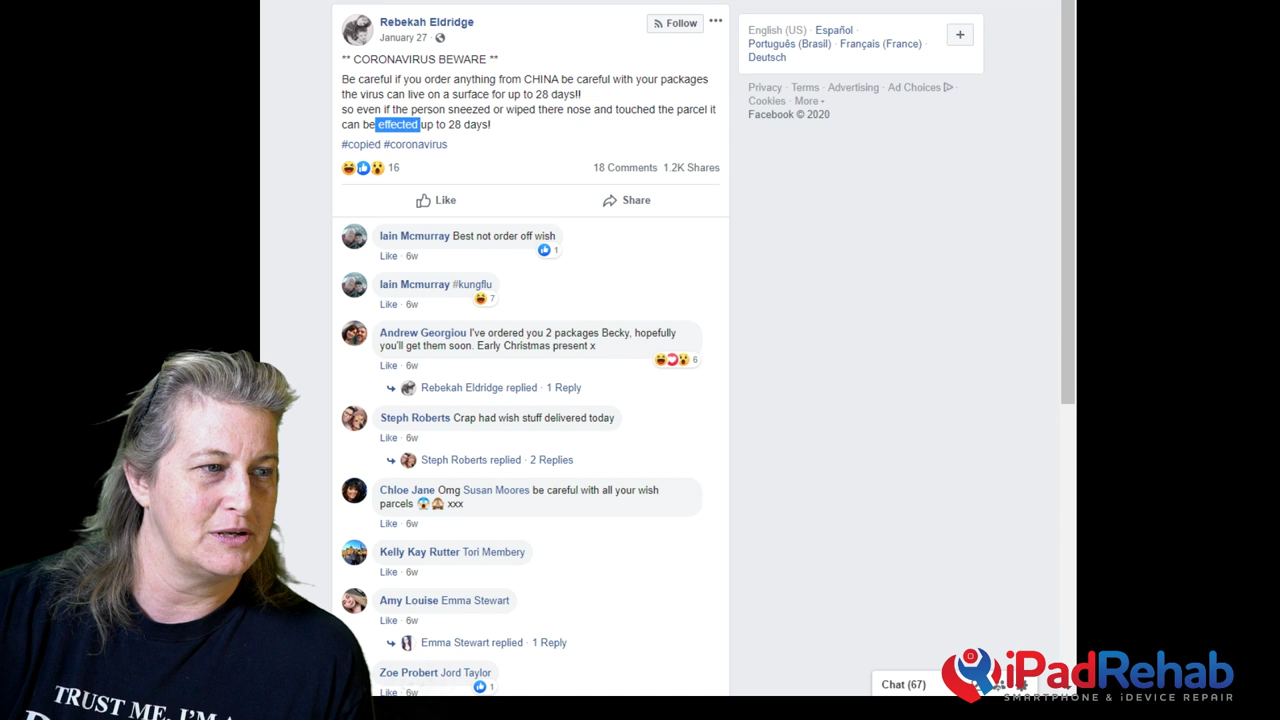 Rebekah Eldridge
Follow
January 27
** CORONAVIRUS BEWARE **
Be careful if you order anything from CHINA be careful with your packages
the virus can live on a surface for up to 28 days!!
so even if the person sneezed or wiped there nose and touched the parcel it
can be effected up to 28 days!
#copied #coronavirus
16
18 Comments 1.2K Shares
Like
Share
Iain Mcmurray Best not order off wish
1
Like · 6w
Iain Mcmurray #kungflu
7
Like · 6w
Andrew Georgiou I've ordered you 2 packages Becky, hopefully
you'll get them soon. Early Christmas present x
6
Like · 6w
Rebekah Eldridge replied · 1 Reply
Steph Roberts Crap had wish stuff delivered today
Like · 6w
Steph Roberts replied · 2 Replies
Chloe Jane Omg Susan Moores be careful with all your wish
parcels xxx
Like · 6w
Kelly Kay Rutter Tori Membery
Like · 6w
Amy Louise Emma Stewart
Like · 6w
Emma Stewart replied · 1 Reply
Zoe Probert Jord Taylor
1
Like · 6w
English (US) · Español ·
Português (Brasil) · Français (France) ·
Deutsch
Privacy · Terms · Advertising · Ad Choices ·
Cookies · More
Facebook © 2020
Chat (67)
iPadRehab
SMARTPHONE & iDEVICE REPAIR
TRUST ME, I'M A